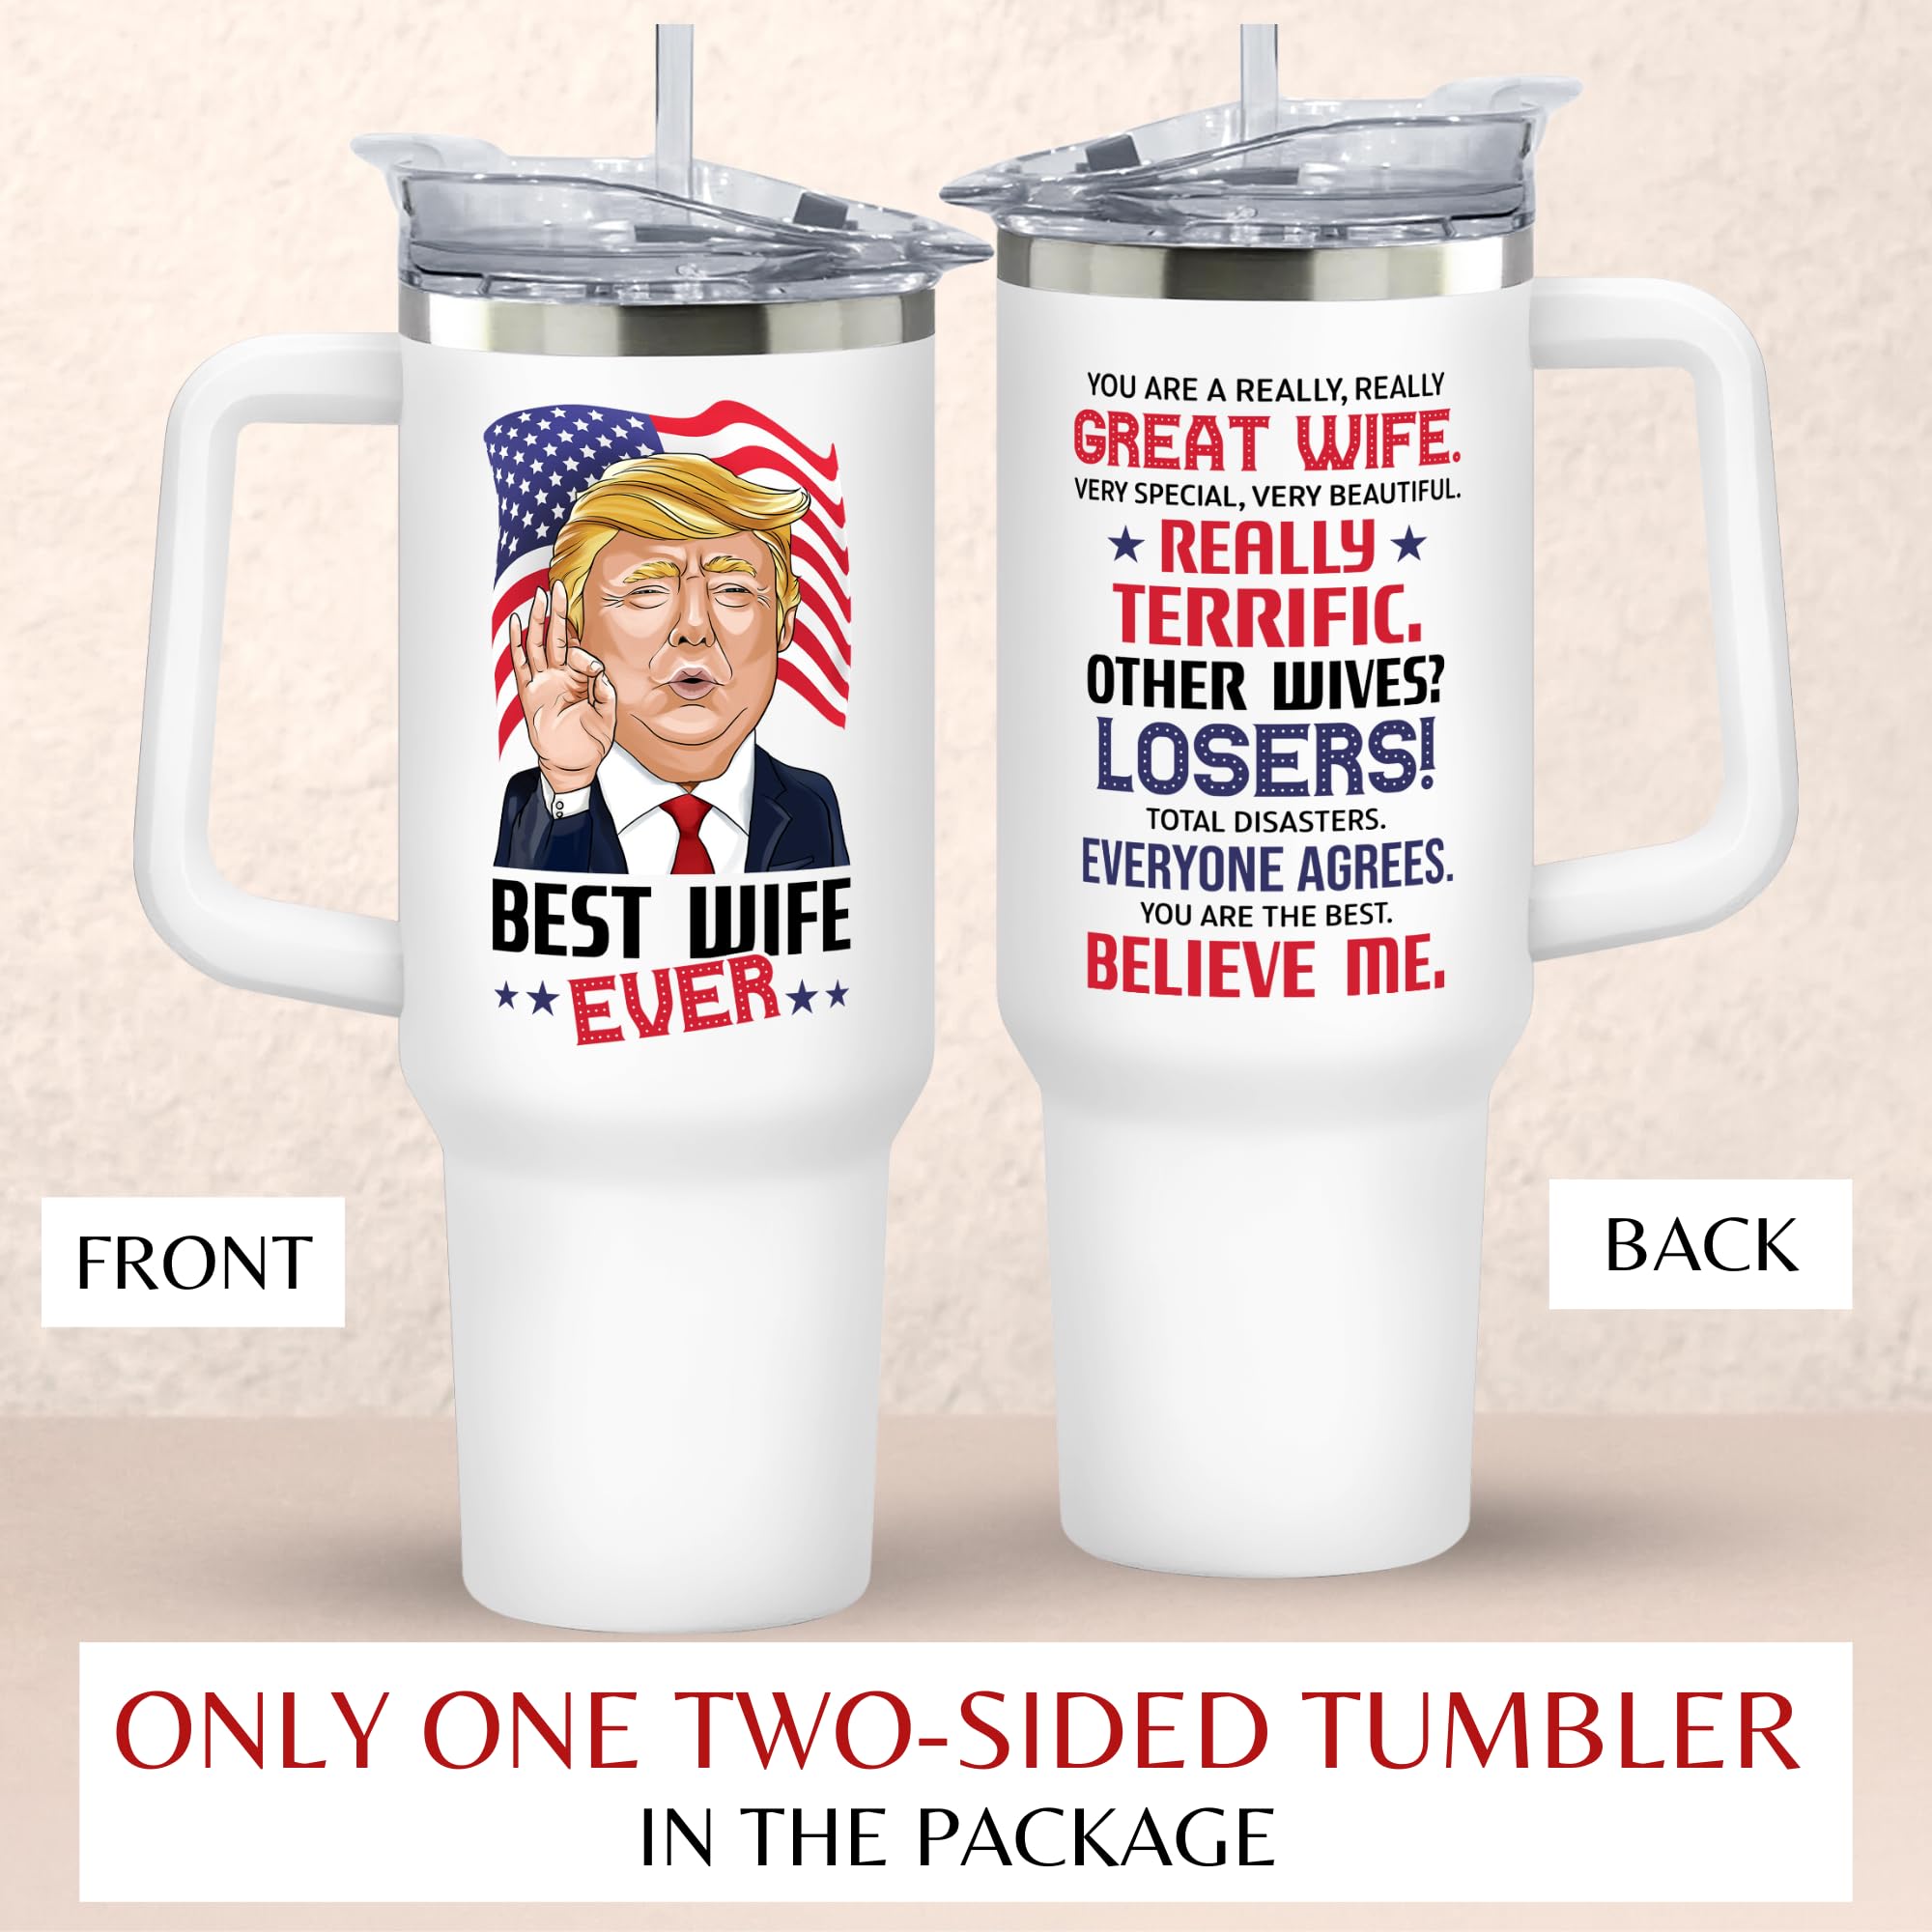 BEST WIFE
EVER
YOU ARE A REALLY, REALLY
GREAT WIFE.
VERY SPECIAL, VERY BEAUTIFUL.
REALLY
TERRIFIC.
OTHER WIVES?
LOSERS!
TOTAL DISASTERS.
EVERYONE AGREES.
YOU ARE THE BEST.
BELIEVE ME.
FRONT
BACK
ONLY ONE TWO-SIDED TUMBLER
IN THE PACKAGE